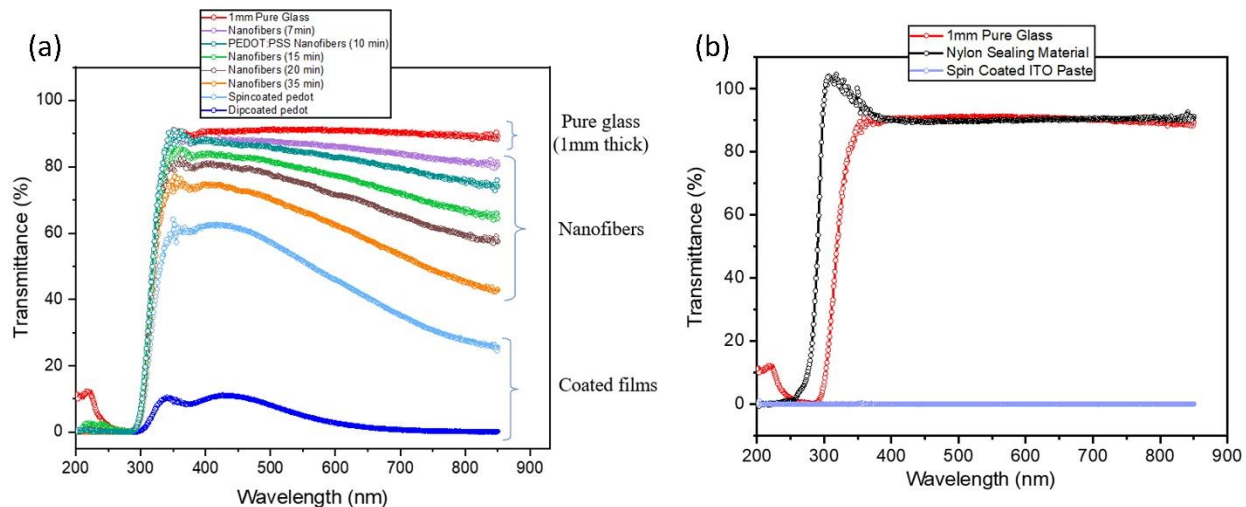 (a)
1mm Pure Glass
Nanofibers (7min)
PEDOT:PSS Nanofibers (10 min)
Nanofibers (15 min)
Nanofibers (20 min)
Nanofibers (35 min)
Spincoated pedot
Dipcoated pedot
Transmittance (%)
100
80
60
40
20
0
200 300 400 500 600 700 800 900
Wavelength (nm)
Pure glass
(1mm thick)
Nanofibers
Coated films
(b)
1mm Pure Glass
Nylon Sealing Material
Spin Coated ITO Paste
Transmittance (%)
100
80
60
40
20
0
200 300 400 500 600 700 800 900
Wavelength (nm)